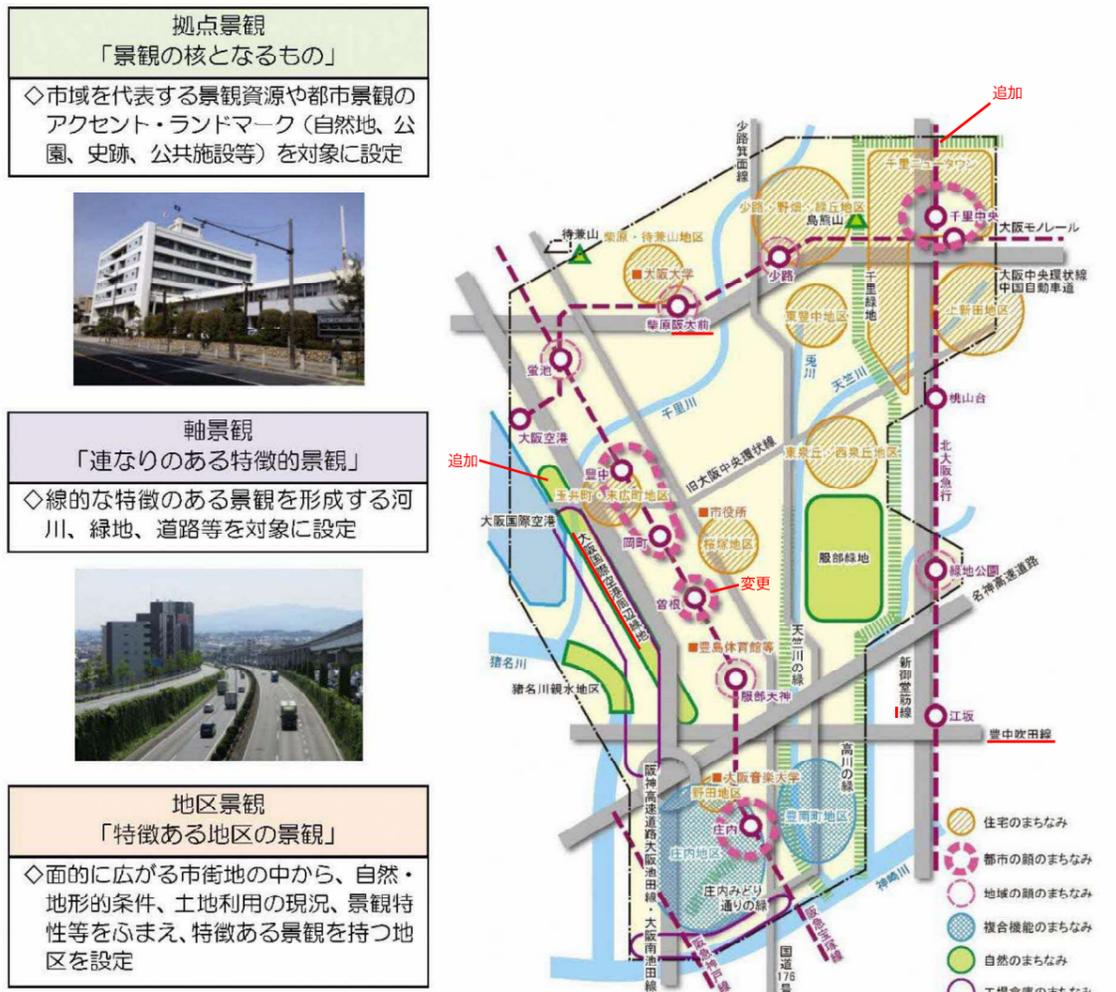 拠点景観
「景観の核となるもの」
◇市域を代表する景観資源や都市景観の
アクセント・ランドマーク（自然地、公
園、史跡、公共施設等）を対象に設定
軸景観
「連なりのある特徴的景観」
◇線的な特徴のある景観を形成する河
川、緑地、道路等を対象に設定
地区景観
「特徴ある地区の景観」
◇面的に広がる市街地の中から、自然・
地形的条件、土地利用の現況、景観特
性等をふまえ、特徴ある景観を持つ地
区を設定
追加
少路箕面線
千里ニュータウン
少路・野畑・緑丘地区
島熊山
千里中央
大阪モノレール
待兼山
柴原・待兼山地区
■大阪大学
少路
大阪中央環状線
中国自動車道
千里緑地
柴原阪大前
東豊中地区
上新田地区
蛍池
兎川
天竺川
桃山台
千里川
大阪空港
旧大阪中央環状線
東泉丘・西泉丘地区
北大阪急行
追加
豊中
玉井町・末広町地区
大阪国際空港
■市役所
岡町
桜塚地区
服部緑地
大阪国際空港周辺緑地
緑地公園
名神高速道路
変更
曽根
■豊島体育館等
天竺川の緑
猪名川
猪名川親水地区
服部天神
新御堂筋線
江坂
豊中吹田線
高川の緑
■大阪音楽大学
野田地区
阪神高速道路大阪池田線・大阪南池田線
庄内
豊南町地区
庄内地区
庄内みどり
通りの緑
神崎川
阪急宝塚線
阪急神戸線
国道176号
住宅のまちなみ
都市の顔のまちなみ
地域の顔のまちなみ
複合機能のまちなみ
自然のまちなみ
工場倉庫のまちなみ